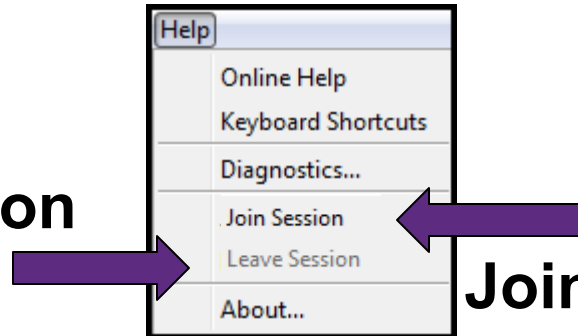 Help
Online Help
Keyboard Shortcuts
Diagnostics...
on
Join Session
Leave Session
About...
Join